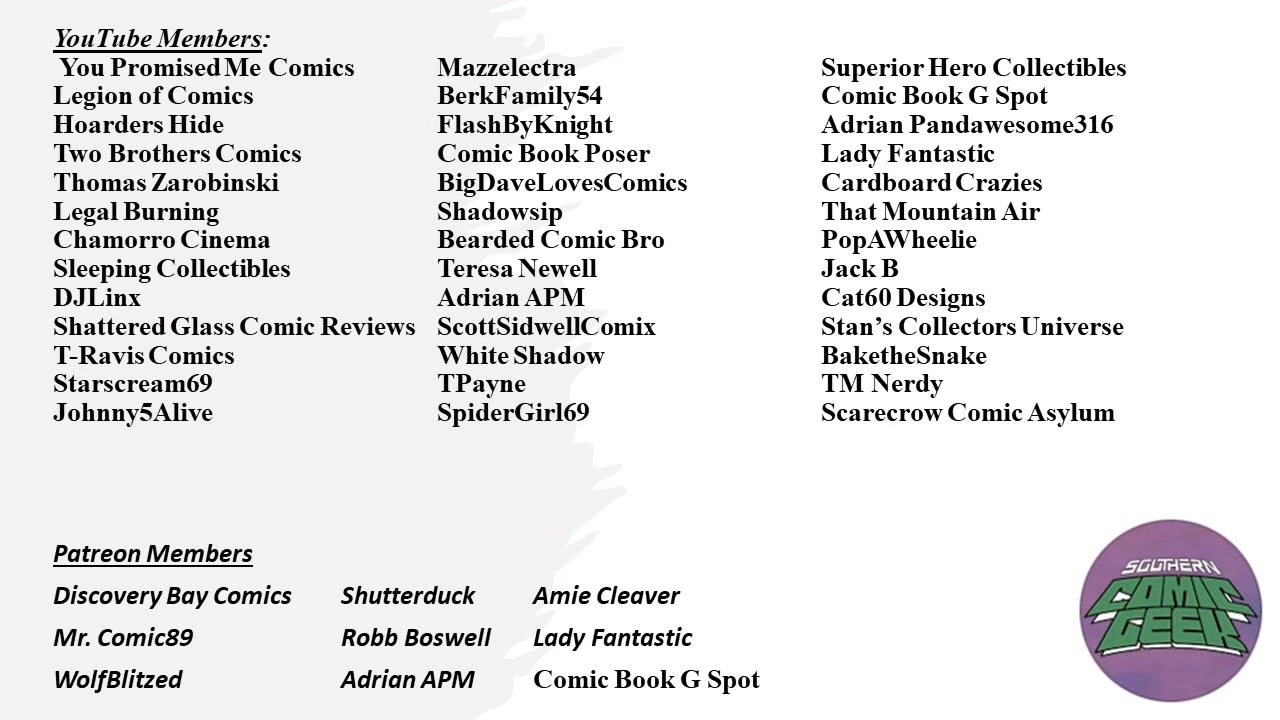 YouTube Members:
You Promised Me Comics Mazzelectra Superior Hero Collectibles
Legion of Comics BerkFamily54 Comic Book G Spot
Hoarders Hide FlashByKnight Adrian Pandawesome316
Two Brothers Comics Comic Book Poser Lady Fantastic
Thomas Zarobinski BigDaveLovesComics Cardboard Crazies
Legal Burning Shadowsip That Mountain Air
Chamorro Cinema Bearded Comic Bro PopAWheelie
Sleeping Collectibles Teresa Newell Jack B
DJLinx Adrian APM Cat60 Designs
Shattered Glass Comic Reviews ScottSidwellComix Stan’s Collectors Universe
T-Ravis Comics White Shadow BaketheSnake
Starscream69 TPayne TM Nerdy
Johnny5Alive SpiderGirl69 Scarecrow Comic Asylum
Patreon Members
Discovery Bay Comics Shutterduck Amie Cleaver
Mr. Comic89 Robb Boswell Lady Fantastic
WolfBlitzed Adrian APM Comic Book G Spot
SOUTHERN
COMIC
GEEK